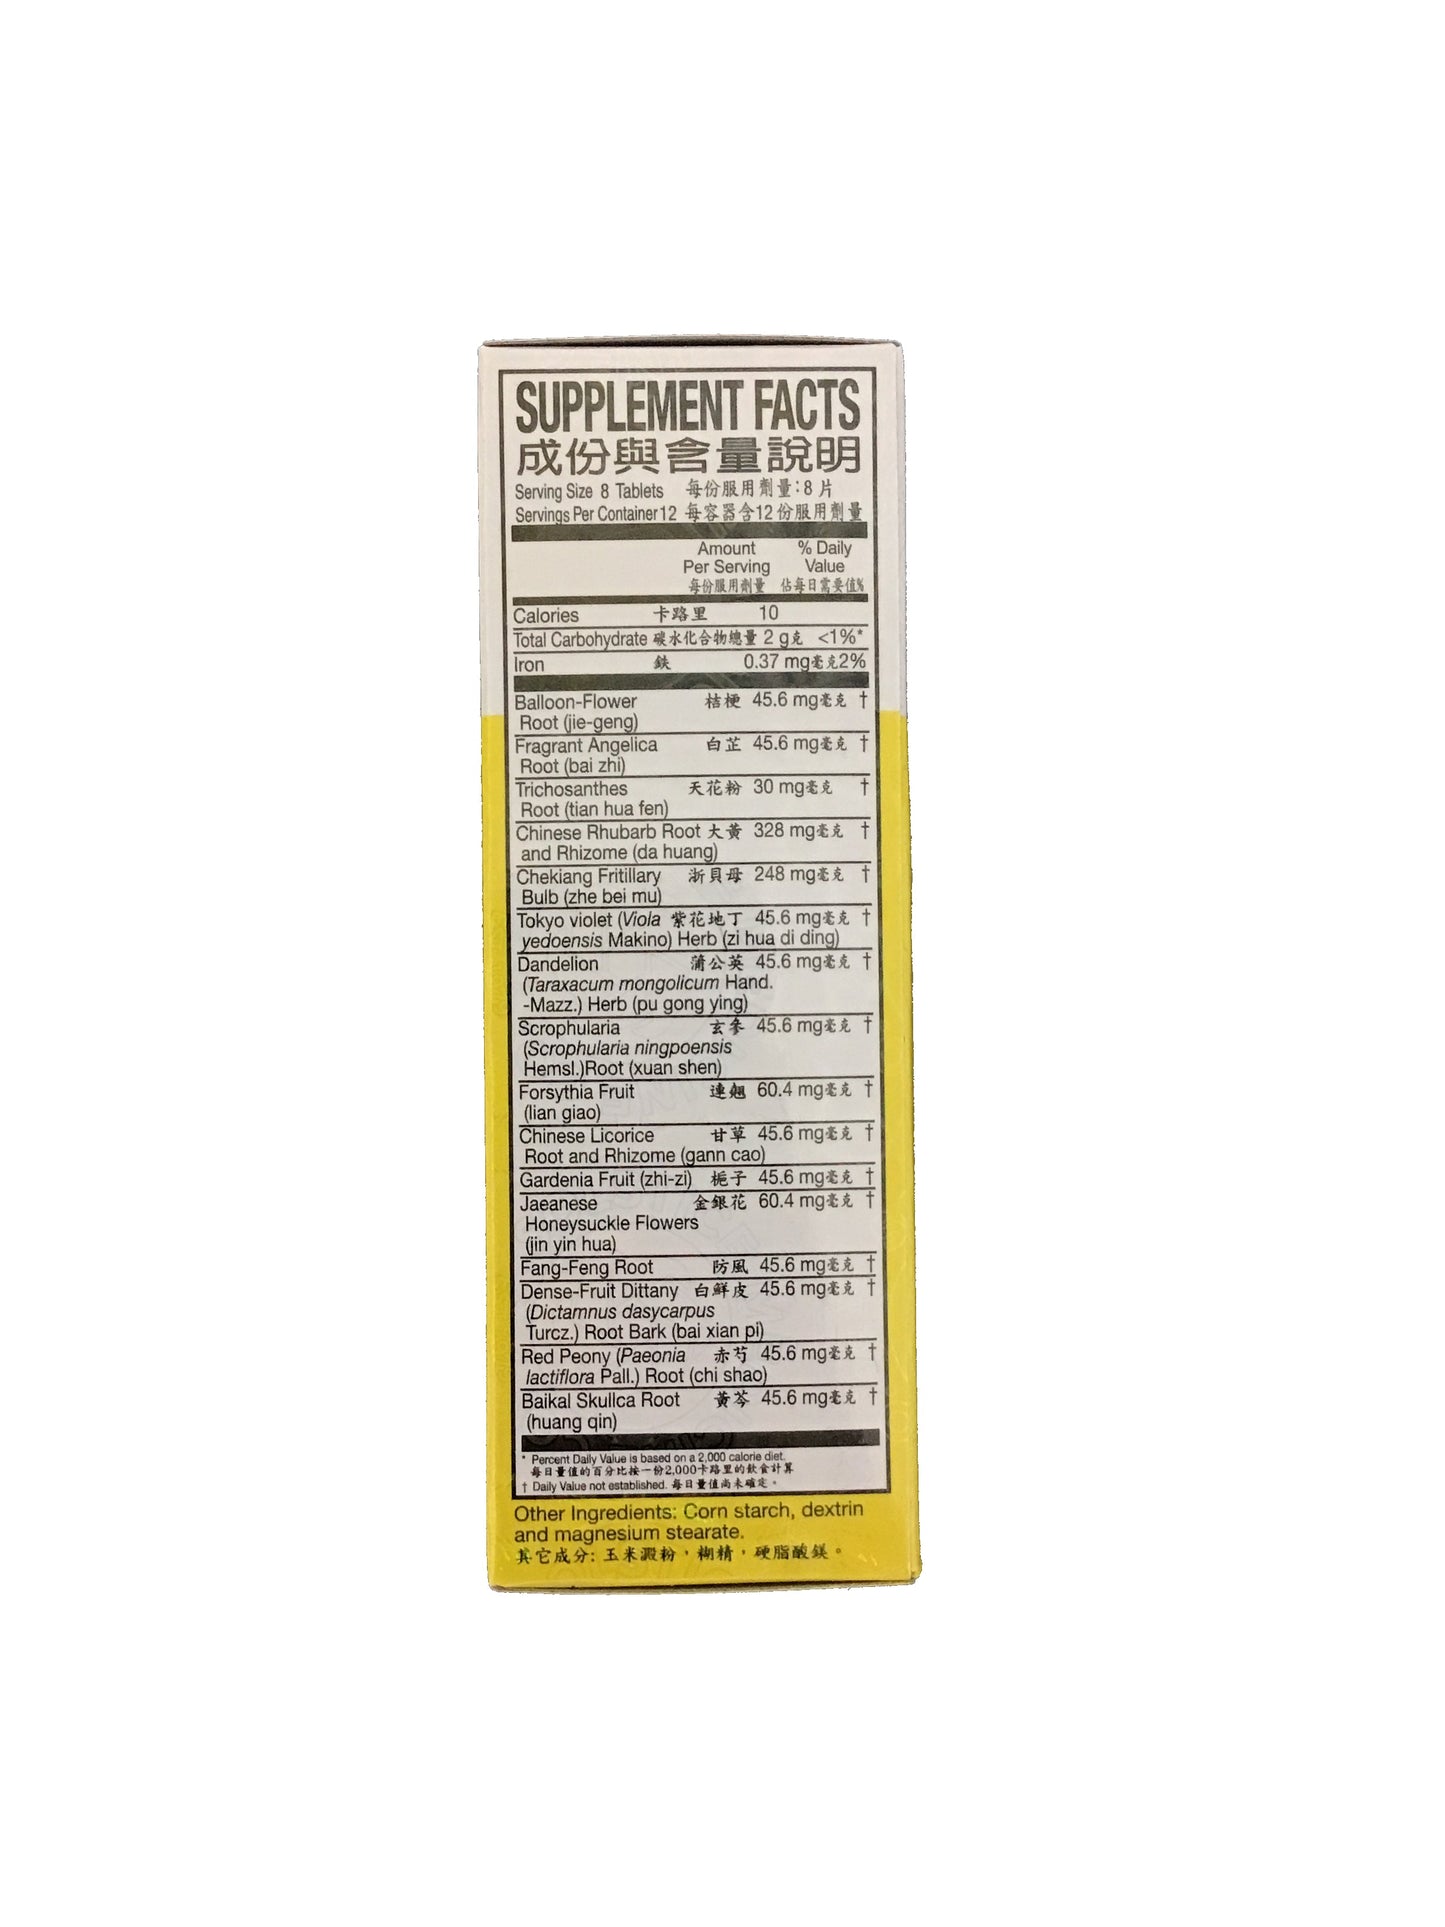 SUPPLEMENT FACTS
成份與含量說明
Serving Size 8 Tablets 每份服用劑量:8片
Servings Per Container 12 每容器含12份服用劑量
Amount % Daily
Per Serving Value
每份服用劑量 佔每日需要值%
Calories 卡路里 10
Total Carbohydrate 碳水化合物總量 2 g克 <1%*
Iron 鉄 0.37 mg毫克2%
Balloon-Flower 桔梗 45.6 mg毫克 †
Root (jie-geng)
Fragrant Angelica 白芷 45.6 mg毫克 †
Root (bai zhi)
Trichosanthes 天花粉 30 mg毫克 †
Root (tian hua fen)
Chinese Rhubarb Root 大黃 328 mg毫克 †
and Rhizome (da huang)
Chekiang Fritillary 浙貝母 248 mg毫克 †
Bulb (zhe bei mu)
Tokyo violet (Viola 紫花地丁 45.6 mg毫克 †
yedoensis Makino) Herb (zi hua di ding)
Dandelion 蒲公英 45.6 mg毫克 †
(Taraxacum mongolicum Hand.
-Mazz.) Herb (pu gong ying)
Scrophularia 玄參 45.6 mg毫克 †
(Scrophularia ningpoensis
Hemsl.)Root (xuan shen)
Forsythia Fruit 連翹 60.4 mg毫克 †
(lian giao)
Chinese Licorice 甘草 45.6 mg毫克 †
Root and Rhizome (gann cao)
Gardenia Fruit (zhi-zi) 梔子 45.6 mg毫克 †
Jaeanese 金銀花 60.4 mg毫克 †
Honeysuckle Flowers
(jin yin hua)
Fang-Feng Root 防風 45.6 mg毫克 †
Dense-Fruit Dittany 白鮮皮 45.6 mg毫克 †
(Dictamnus dasycarpus
Turcz.) Root Bark (bai xian pi)
Red Peony (Paeonia 赤芍 45.6 mg毫克 †
lactiflora Pall.) Root (chi shao)
Baikal Skullca Root 黃芩 45.6 mg毫克 †
(huang qin)
* Percent Daily Value is based on a 2,000 calorie diet.
每日量值的百分比按一份2,000卡路里的飲食計算
† Daily Value not established. 每日量值尚未確定。
Other Ingredients: Corn starch, dextrin
and magnesium stearate.
其它成分: 玉米澱粉，糊精，硬脂酸鎂。